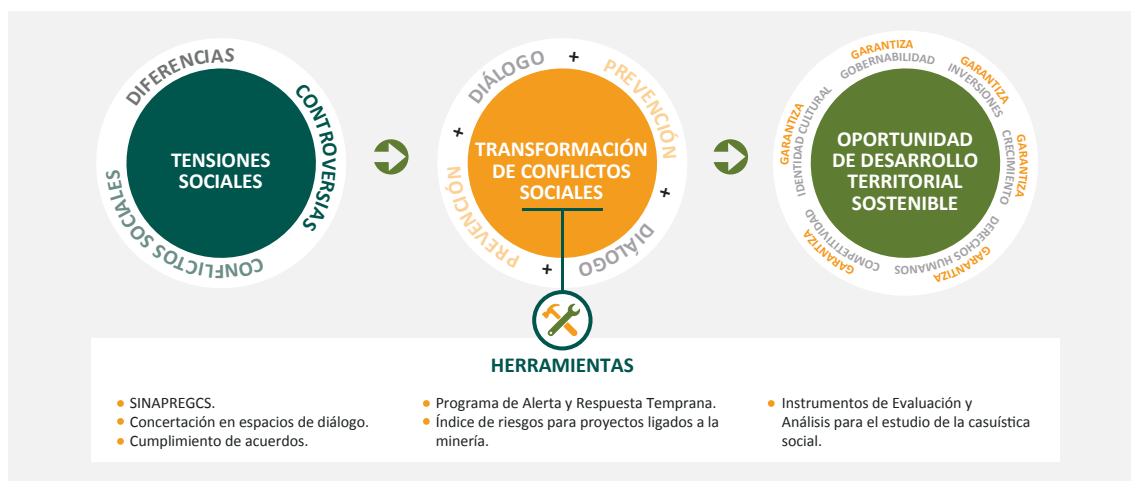 DIFERENCIAS
CONTROVERSIAS
CONFLICTOS SOCIALES
TENSIONES
SOCIALES
DIÁLOGO
+
PREVENCIÓN
+
DIÁLOGO
+
PREVENCIÓN
+
TRANSFORMACIÓN
DE CONFLICTOS
SOCIALES
GARANTIZA
GOBERNABILIDAD
GARANTIZA
INVERSIONES
GARANTIZA
CRECIMIENTO
GARANTIZA
DERECHOS HUMANOS
GARANTIZA
COMPETITIVIDAD
GARANTIZA
IDENTIDAD CULTURAL
OPORTUNIDAD
DE DESARROLLO
TERRITORIAL
SOSTENIBLE
HERRAMIENTAS
• SINAPREGCS.
• Concertación en espacios de diálogo.
• Cumplimiento de acuerdos.
• Programa de Alerta y Respuesta Temprana.
• Índice de riesgos para proyectos ligados a la
minería.
• Instrumentos de Evaluación y
Análisis para el estudio de la casuística
social.